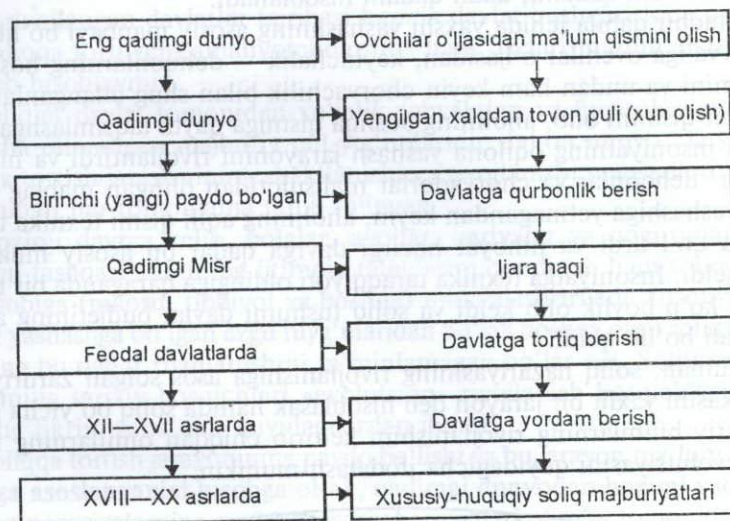 Eng qadimgi davrda
Ovchilar o'ljasidan ma'lum qismini olish
Qadimgi dunyo
Yengilgan xalqdan tovon puli (xun olish)
Birinchi (yangi) paydo bo'lgan
Davlatga qurbonlik berish
Qadimgi Misr
Ijara haqi
Feodal davlatlarda
Davlatga tortiq berish
XII—XVII asrlarda
Davlatga yordam berish
XVIII—XX asrlarda
Xususiy-huquqiy soliq majburiyatlari